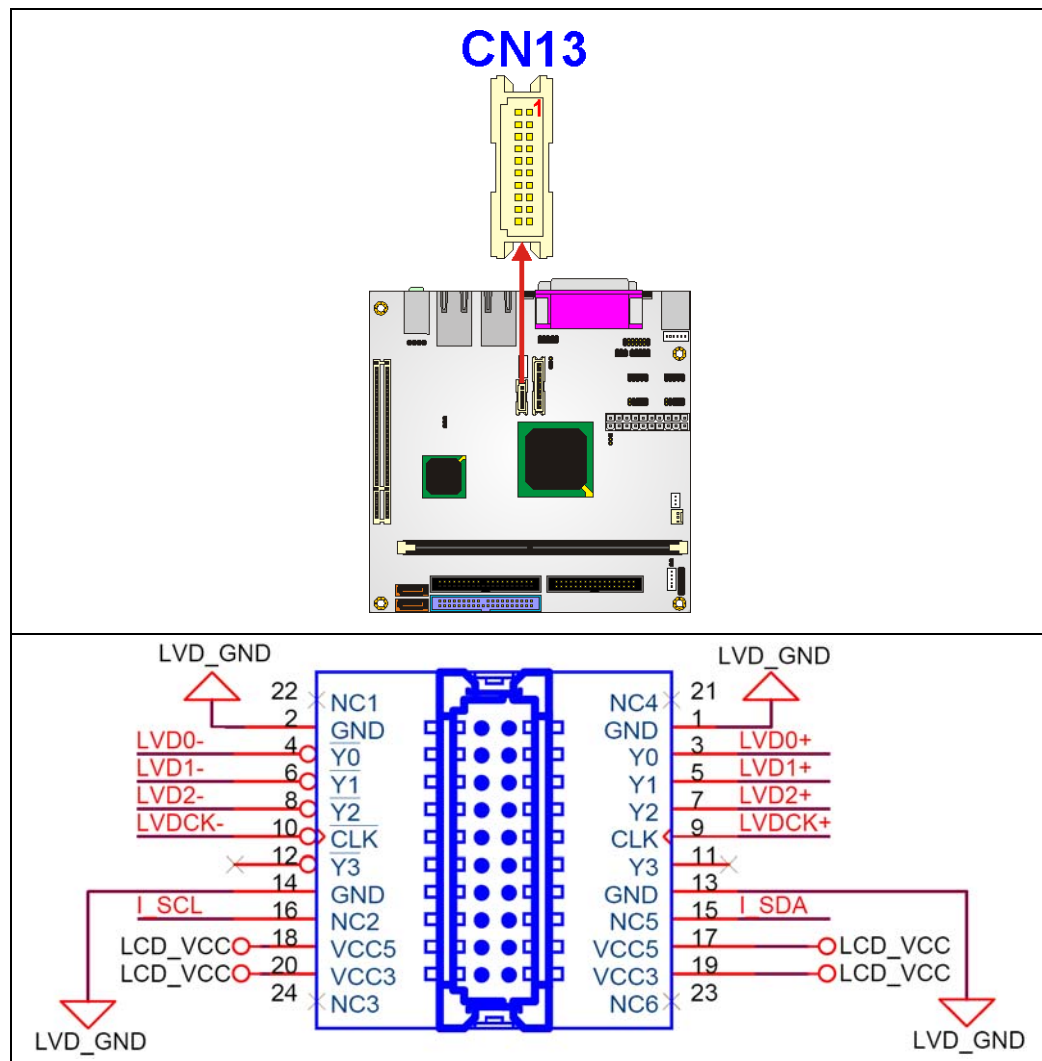 CN13
1
LVD_GND LVD_GND
22 NC1 NC4 21
2 GND GND 1
LVD0- 4 Y0 Y0 3 LVD0+
LVD1- 6 Y1 Y1 5 LVD1+
LVD2- 8 Y2 Y2 7 LVD2+
LVDCK- 10 CLK CLK 9 LVDCK+
12 Y3 Y3 11
14 GND GND 13
I_SCL 16 NC2 NC5 15 I_SDA
LCD_VCC 18 VCC5 VCC5 17 LCD_VCC
LCD_VCC 20 VCC3 VCC3 19 LCD_VCC
24 NC3 NC6 23
LVD_GND LVD_GND